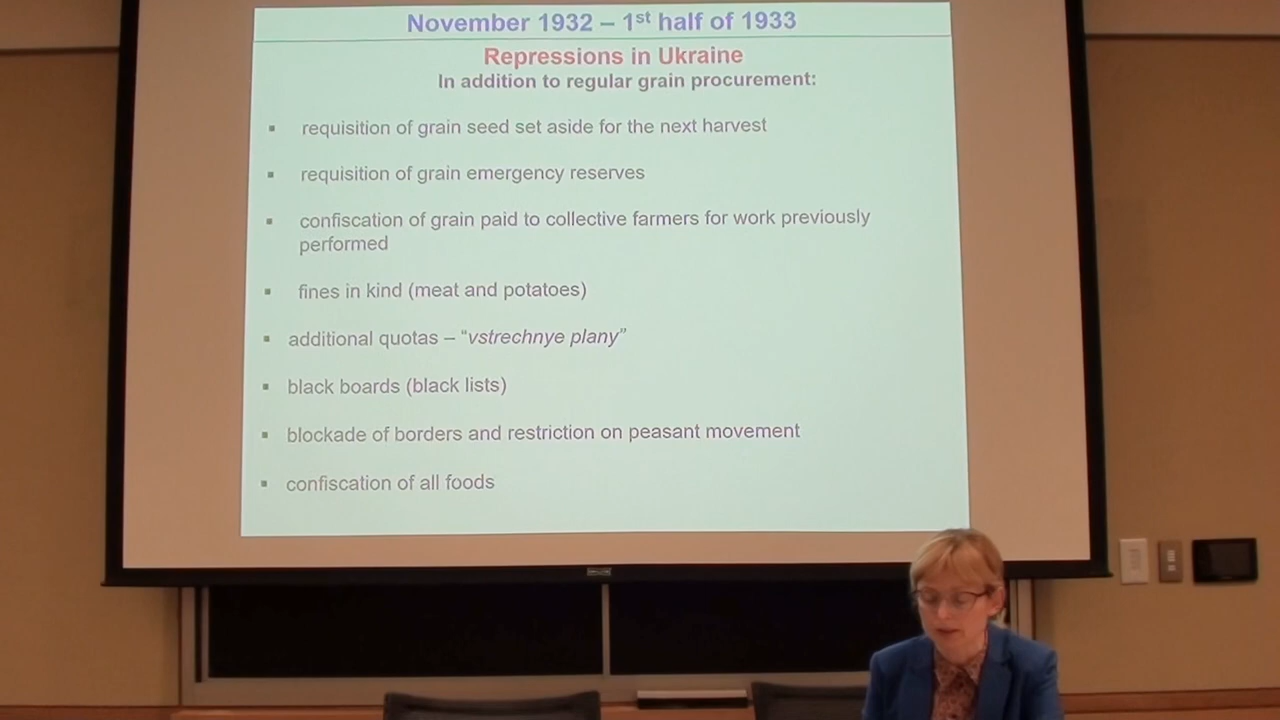 November 1932 – 1st half of 1933
Repressions in Ukraine
In addition to regular grain procurement:
▪ requisition of grain seed set aside for the next harvest
▪ requisition of grain emergency reserves
▪ confiscation of grain paid to collective farmers for work previously
performed
▪ fines in kind (meat and potatoes)
▪ additional quotas – “vstrechnye plany”
▪ black boards (black lists)
▪ blockade of borders and restriction on peasant movement
▪ confiscation of all foods